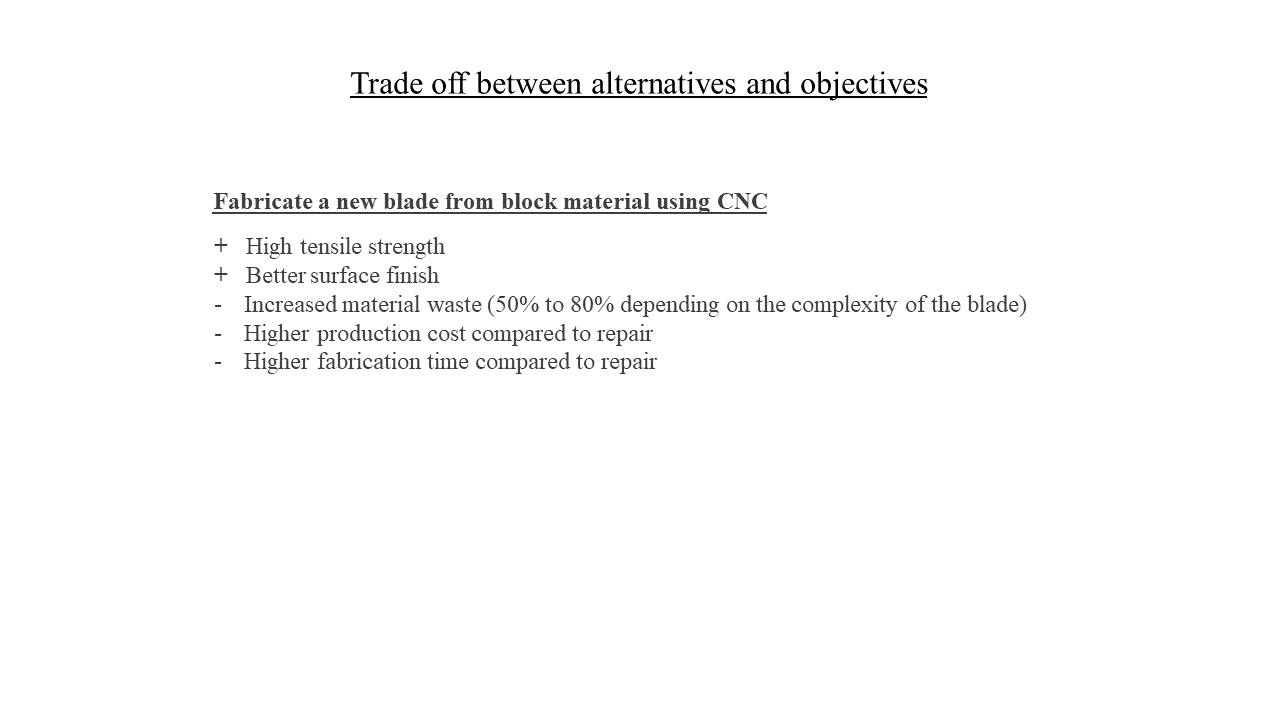 Trade off between alternatives and objectives
Fabricate a new blade from block material using CNC
+ High tensile strength
+ Better surface finish
- Increased material waste (50% to 80% depending on the complexity of the blade)
- Higher production cost compared to repair
- Higher fabrication time compared to repair